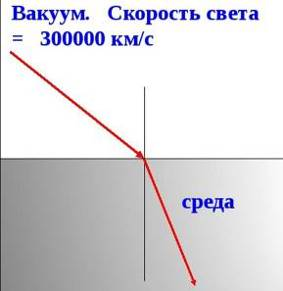 Вакуум. Скорость света
= 300000 км/с
среда